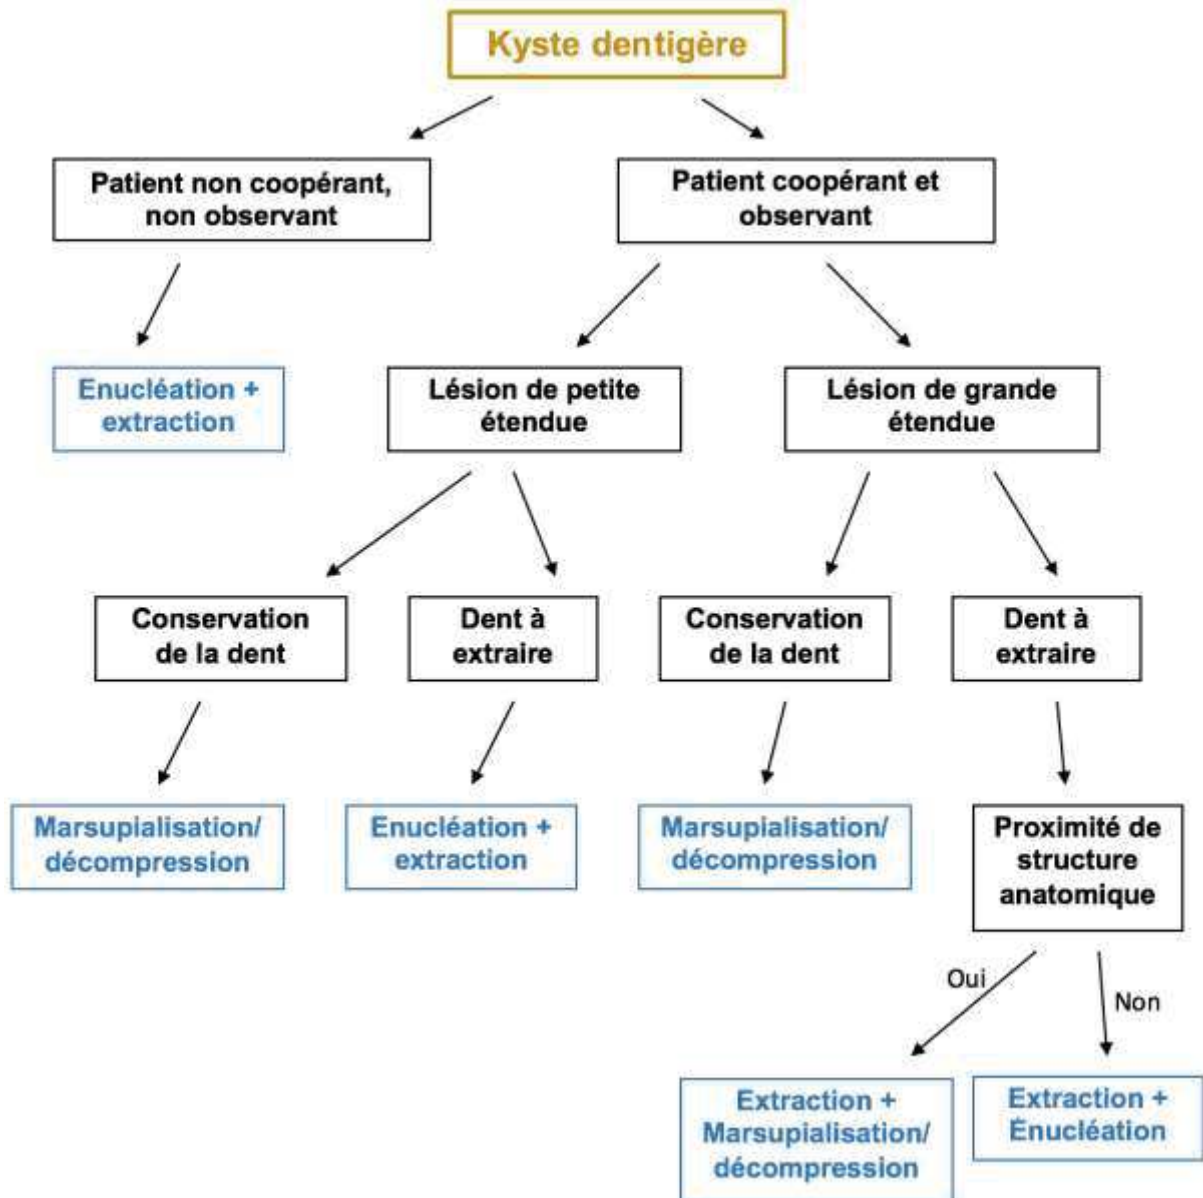 Kyste dentigère
Patient non coopérant,
non observant
Patient coopérant et
observant
Enucléation +
extraction
Lésion de petite
étendue
Lésion de grande
étendue
Conservation
de la dent
Dent à
extraire
Conservation
de la dent
Dent à
extraire
Marsupialisation/
décompression
Enucléation +
extraction
Marsupialisation/
décompression
Proximité de
structure
anatomique
Oui
Non
Extraction +
Marsupialisation/
décompression
Extraction +
Énucléation